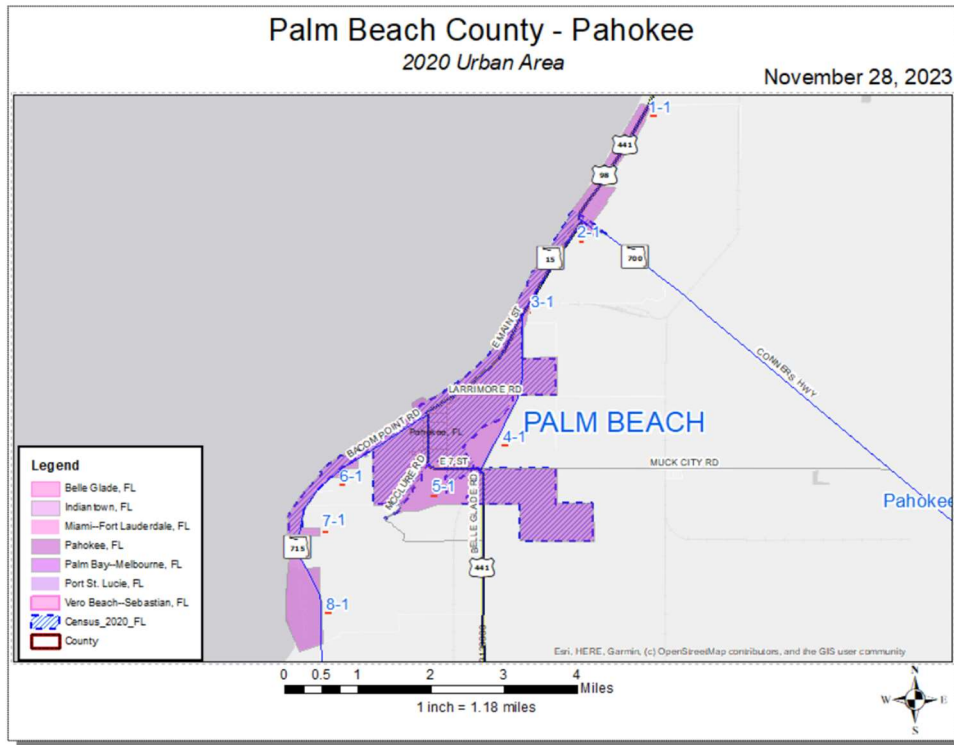 Palm Beach County - Pahokee
2020 Urban Area
November 28, 2023
1-1
441
98
2-1
15
700
3-1
E MAIN ST
CONNERS HWY
LARRIMORE RD
BACOM POINT RD
Pahokee, FL
PALM BEACH
4-1
E 7 ST
MUCK CITY RD
MCCLURE RD
6-1
5-1
BELLE GLADE RD
Pahokee
7-1
715
441
8-1
Legend
Belle Glade, FL
Indiantown, FL
Miami--Fort Lauderdale, FL
Pahokee, FL
Palm Bay--Melbourne, FL
Port St. Lucie, FL
Vero Beach--Sebastian, FL
Census_2020_FL
County
Esri, HERE, Garmin, (c) OpenStreetMap contributors, and the GIS user community
0 0.5 1 2 3 4
Miles
1 inch = 1.18 miles
N
W E
S